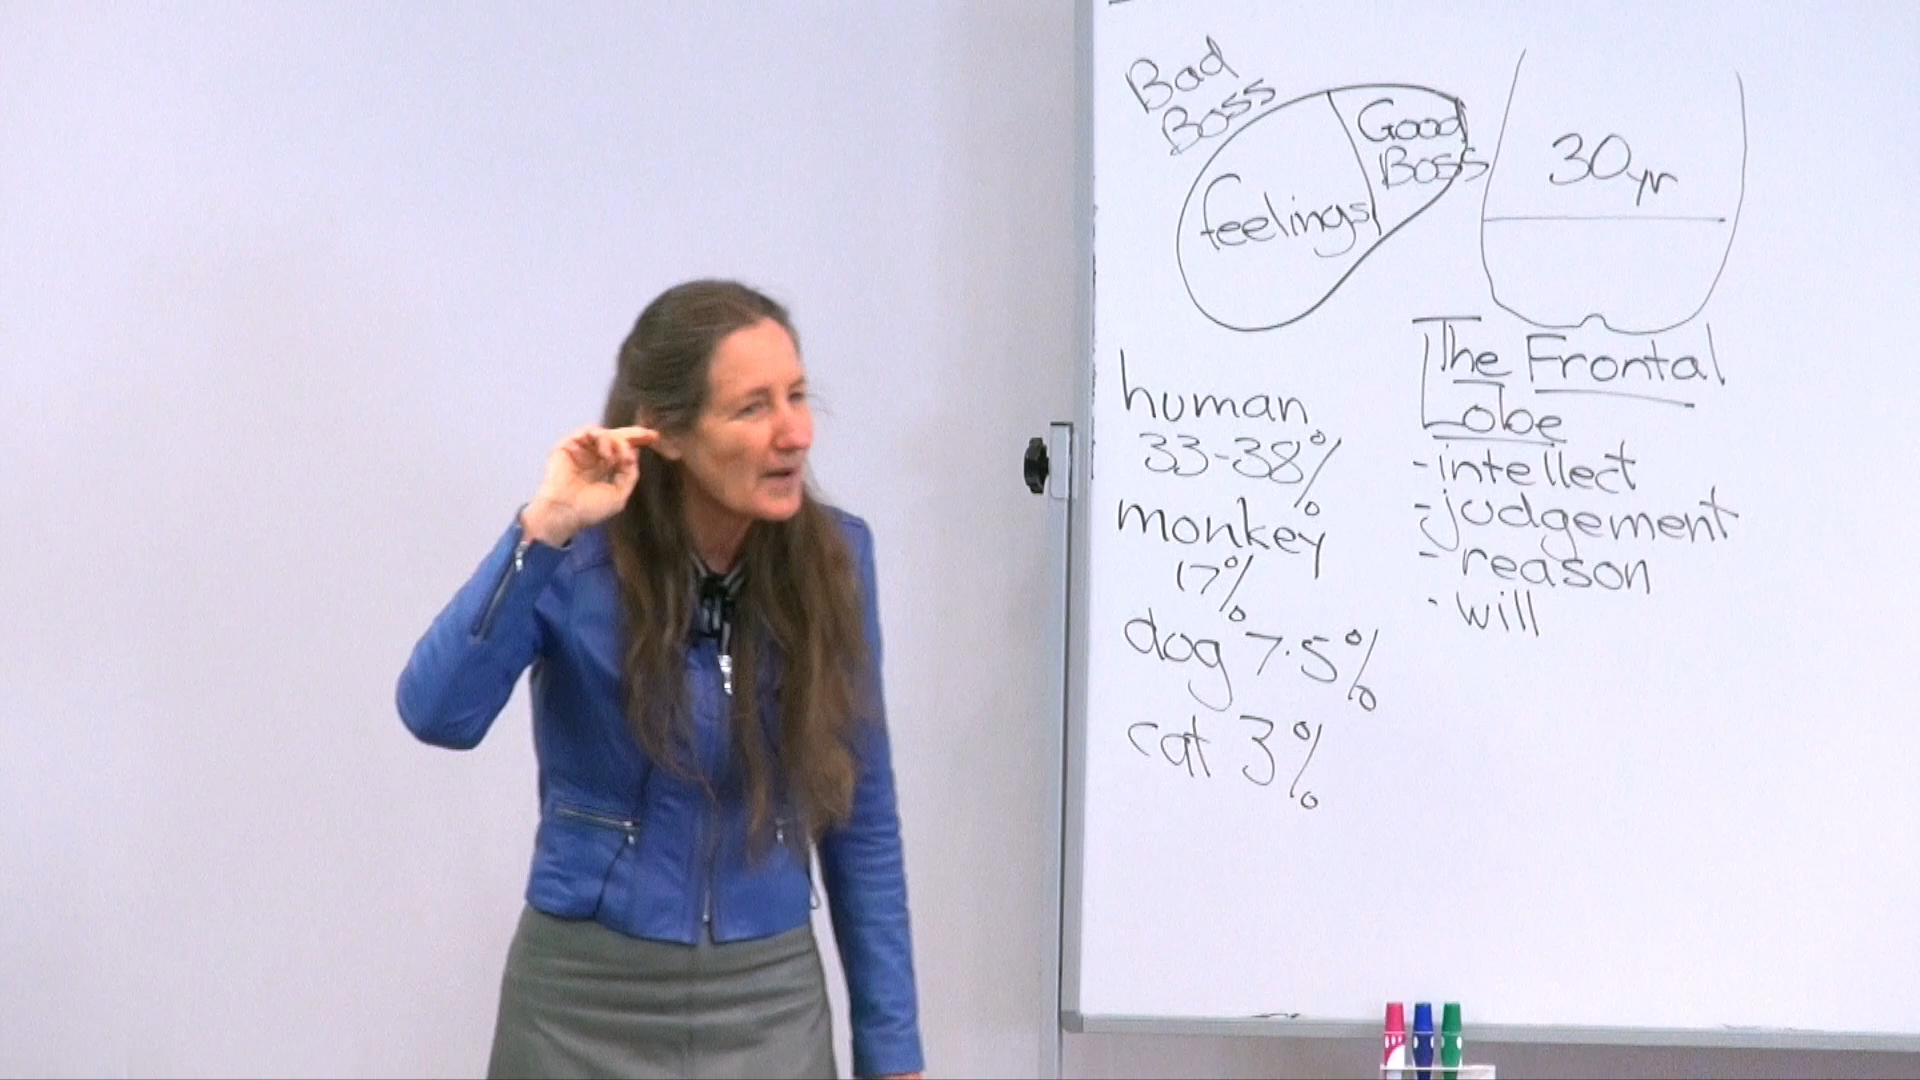 Bad
Boss
Good
Boss
feelings
30yr
human
33-38%
monkey
17%
dog 7.5%
cat 3%
The Frontal
Lobe
-intellect
-judgement
-reason
-will